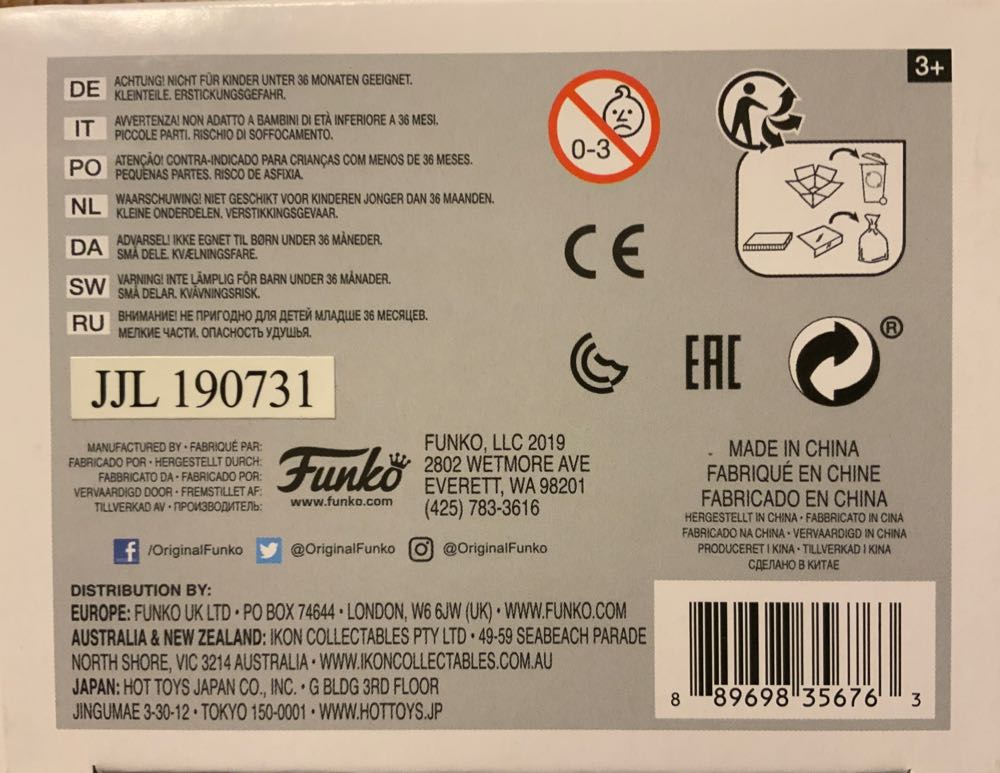 3+
DE ACHTUNG! NICHT FÜR KINDER UNTER 36 MONATEN GEEIGNET.
KLEINTEILE. ERSTICKUNGSGEFAHR.
IT AVVERTENZA! NON ADATTO A BAMBINI DI ETÀ INFERIORE A 36 MESI.
PICCOLE PARTI. RISCHIO DI SOFFOCAMENTO.
PO ATENÇÃO! CONTRA-INDICADO PARA CRIANÇAS COM MENOS DE 36 MESES.
PEQUENAS PARTES. RISCO DE ASFIXIA.
NL WAARSCHUWING! NIET GESCHIKT VOOR KINDEREN JONGER DAN 36 MAANDEN.
KLEINE ONDERDELEN. VERSTIKKINGSGEVAAR.
DA ADVARSEL! IKKE EGNET TIL BØRN UNDER 36 MÅNEDER.
SMÅ DELE. KVÆLNINGSFARE.
SW VARNING! INTE LÄMPLIG FÖR BARN UNDER 36 MÅNADER.
SMÅ DELAR. KVÄVNINGSRISK.
RU ВНИМАНИЕ! НЕ ПРИГОДНО ДЛЯ ДЕТЕЙ МЛАДШЕ 36 МЕСЯЦЕВ.
МЕЛКИЕ ЧАСТИ. ОПАСНОСТЬ УДУШЬЯ.
0-3
CE
EAC
®
JJL 190731
MANUFACTURED BY • FABRIQUÉ PAR:
FABRICADO POR • HERGESTELLT DURCH:
FABRICATO DA • FABRICADO POR:
VERVAARDIGD DOOR • FREMSTILLET AF:
TILLVERKAD AV • ПРОИЗВОДИТЕЛЬ:
Funko
www.funko.com
FUNKO, LLC 2019
2802 WETMORE AVE
EVERETT, WA 98201
(425) 783-3616
MADE IN CHINA
FABRIQUÉ EN CHINE
FABRICADO EN CHINA
HERGESTELLT IN CHINA • FABBRICATO IN CINA
FABRICADO NA CHINA • VERVAARDIGD IN CHINA
PRODUCERET I KINA • TILLVERKAD I KINA
СДЕЛАНО В КИТАЕ
f /OriginalFunko @OriginalFunko @OriginalFunko
DISTRIBUTION BY:
EUROPE: FUNKO UK LTD • PO BOX 74644 • LONDON, W6 6JW (UK) • WWW.FUNKO.COM
AUSTRALIA & NEW ZEALAND: IKON COLLECTABLES PTY LTD • 49-59 SEABEACH PARADE
NORTH SHORE, VIC 3214 AUSTRALIA • WWW.IKONCOLLECTABLES.COM.AU
JAPAN: HOT TOYS JAPAN CO., INC. • G BLDG 3RD FLOOR
JINGUMAE 3-30-12 • TOKYO 150-0001 • WWW.HOTTOYS.JP
8 89698 35676 3